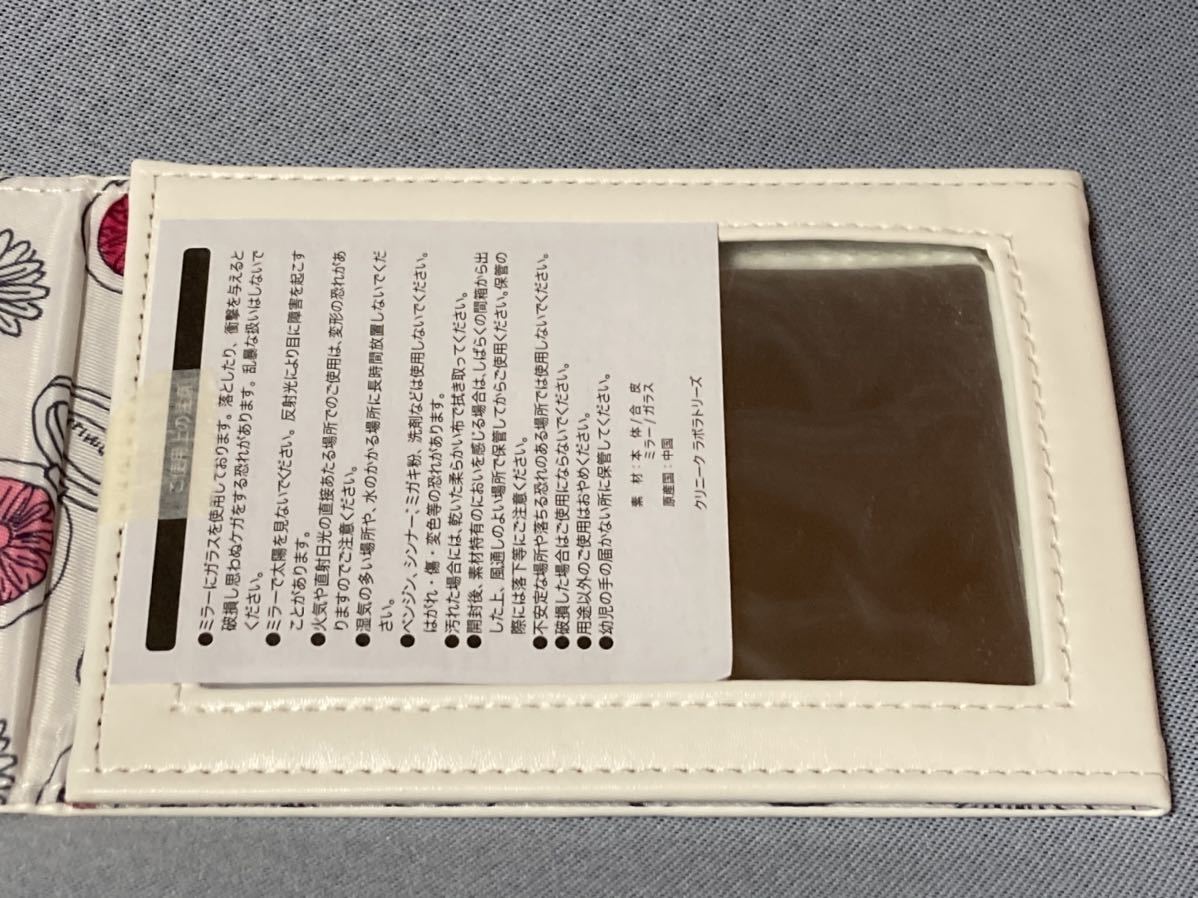 ご使用上の注意
●ミラーにガラスを使用しております。落としたり、衝撃を与えると
破損し思わぬケガをする恐れがあります。乱暴な扱いはしないで
ください。
●ミラーで太陽を見ないでください。反射光により目に障害を起こす
ことがあります。
●火気や直射日光の直接あたる場所でのご使用は、変形の恐れがあ
りますのでご注意ください。
●湿気の多い場所や、水のかかる場所に長時間放置しないでくだ
さい。
●ベンジン、シンナー、ミガキ粉、洗剤などは使用しないでください。
はがれ・傷・変色等の恐れがあります。
●汚れた場合には、乾いた柔らかい布で拭き取ってください。
●開封後、素材特有のにおいを感じる場合は、しばらくの間箱から出
した上、風通しのよい場所で保管してからご使用ください。保管の
際には落下等にご注意ください。
●不安定な場所や落ちる恐れのある場所では使用しないでください。
●破損した場合はご使用にならないでください。
●用途以外のご使用はおやめください。
●幼児の手の届かない所に保管してください。
素 材：本 体/合 皮
ミラー/ガラス
原産国：中国
クリニーク ラボラトリーズ